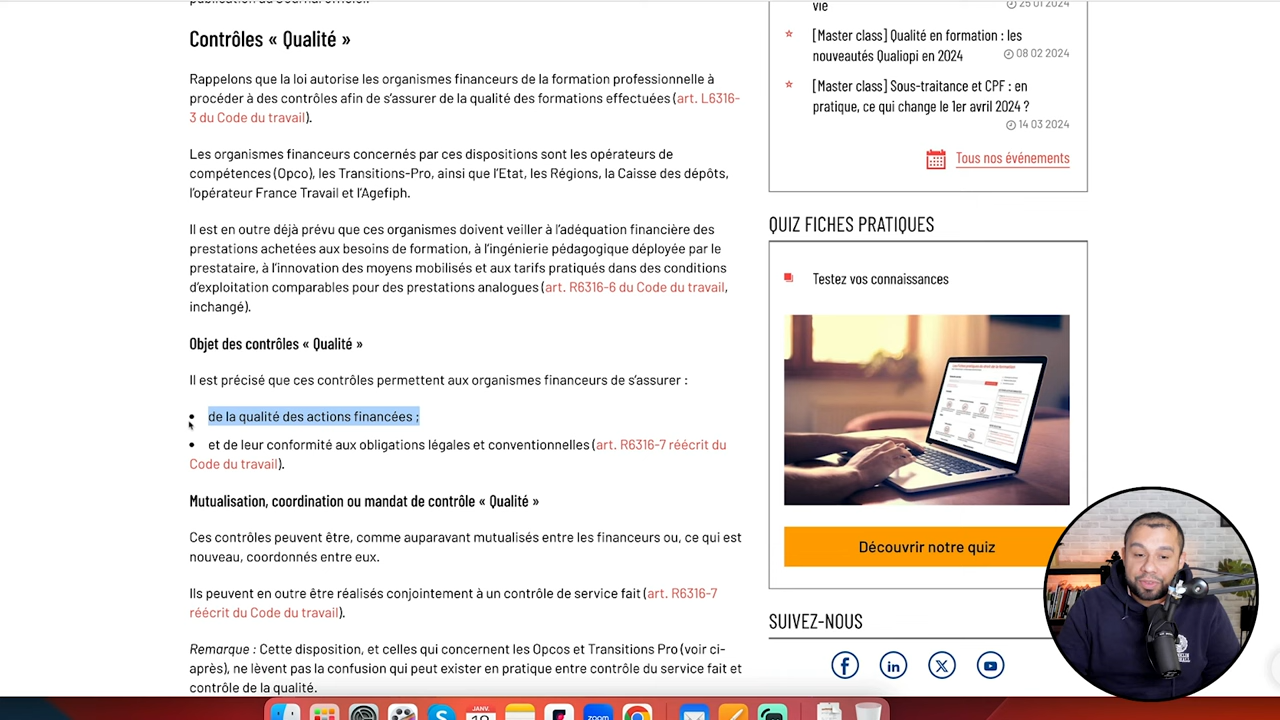 Contrôles « Qualité »
Rappelons que la loi autorise les organismes financeurs de la formation professionnelle à
procéder à des contrôles afin de s'assurer de la qualité des formations effectuées (art. L6316-
3 du Code du travail).
Les organismes financeurs concernés par ces dispositions sont les opérateurs de
compétences (Opco), les Transitions-Pro, ainsi que l'Etat, les Régions, la Caisse des dépôts,
l'opérateur France Travail et l'Agefiph.
Il est en outre déjà prévu que ces organismes doivent veiller à l'adéquation financière des
prestations achetées aux besoins de formation, à l'ingénierie pédagogique déployée par le
prestataire, à l'innovation des moyens mobilisés et aux tarifs pratiqués dans des conditions
d'exploitation comparables pour des prestations analogues (art. R6316-6 du Code du travail,
inchangé).
Objet des contrôles « Qualité »
Il est précisé que ces contrôles permettent aux organismes financeurs de s'assurer :
• de la qualité des actions financées ;
• et de leur conformité aux obligations légales et conventionnelles (art. R6316-7 réécrit du
Code du travail).
Mutualisation, coordination ou mandat de contrôle « Qualité »
Ces contrôles peuvent être, comme auparavant mutualisés entre les financeurs ou, ce qui est
nouveau, coordonnés entre eux.
Ils peuvent en outre être réalisés conjointement à un contrôle de service fait (art. R6316-7
réécrit du Code du travail).
Remarque : Cette disposition, et celles qui concernent les Opcos et Transitions Pro (voir ci-
après), ne lèvent pas la confusion qui peut exister en pratique entre contrôle du service fait et
contrôle de la qualité.
vie
25 01 2024
[Master class] Qualité en formation : les
nouveautés Qualiopi en 2024
08 02 2024
[Master class] Sous-traitance et CPF : en
pratique, ce qui change le 1er avril 2024 ?
14 03 2024
Tous nos événements
QUIZ FICHES PRATIQUES
Testez vos connaissances
Découvrir notre quiz
SUIVEZ-NOUS
JANV.
zoom